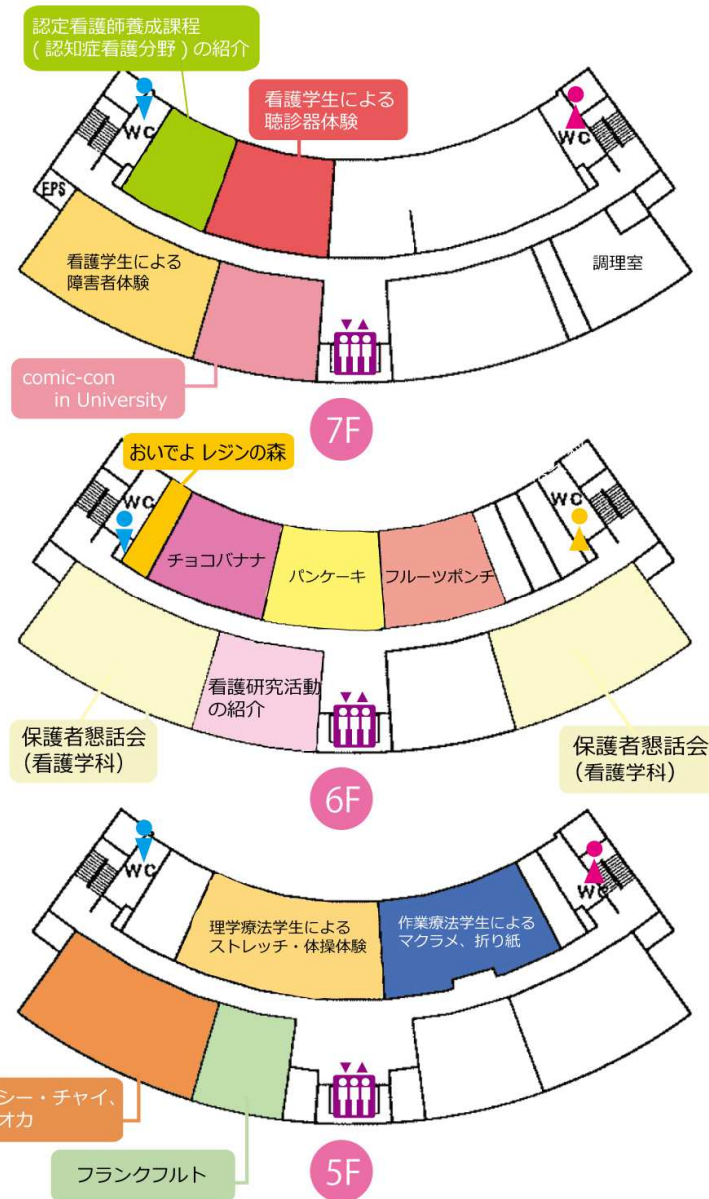 認定看護師養成課程
( 認知症看護分野 ) の紹介
看護学生による
聴診器体験
WC
WC
EPS
看護学生による
障害者体験
調理室
comic-con
in University
7F
おいでよ レジンの森
WC
WC
チョコバナナ
パンケーキ
フルーツポンチ
看護研究活動
の紹介
保護者懇話会
(看護学科)
保護者懇話会
(看護学科)
6F
WC
WC
理学療法学生による
ストレッチ・体操体験
作業療法学生による
マクラメ、折り紙
シー・チャイ、
オカ
フランクフルト
5F